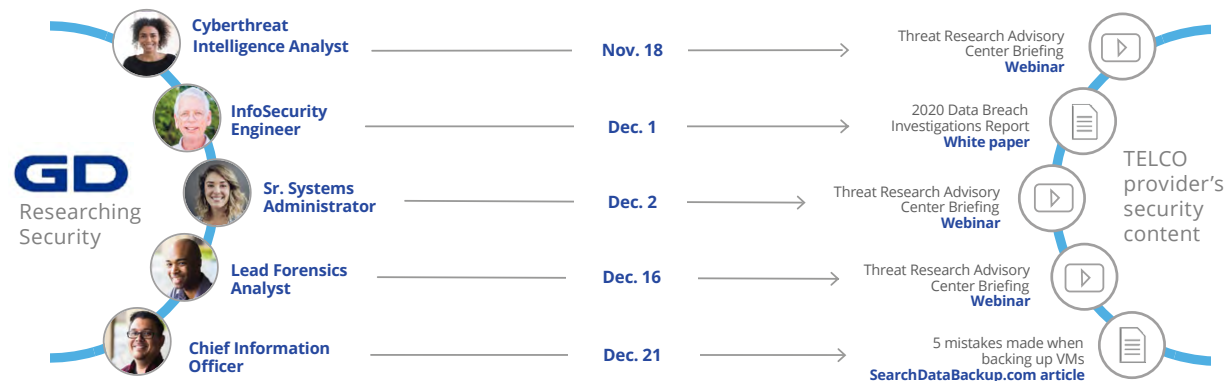 Cyberthreat
Intelligence Analyst
Nov. 18
Threat Research Advisory
Center Briefing
Webinar
InfoSecurity
Engineer
Dec. 1
2020 Data Breach
Investigations Report
White paper
GD
Researching
Security
Sr. Systems
Administrator
Dec. 2
Threat Research Advisory
Center Briefing
Webinar
TELCO
provider's
security
content
Lead Forensics
Analyst
Dec. 16
Threat Research Advisory
Center Briefing
Webinar
Chief Information
Officer
Dec. 21
5 mistakes made when
backing up VMs
SearchDataBackup.com article